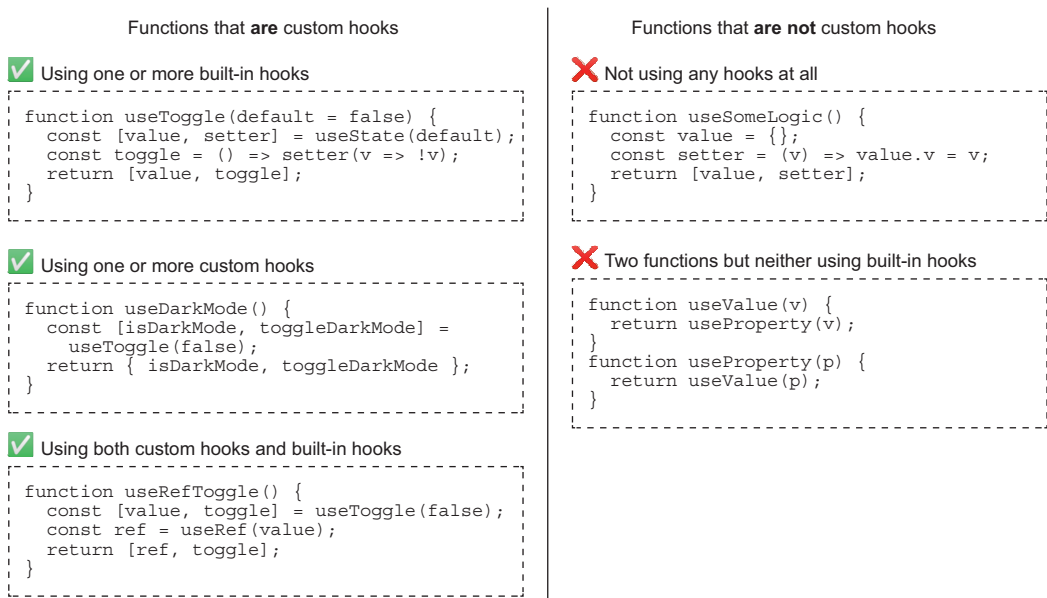 Functions that are custom hooks
✅ Using one or more built-in hooks
function useToggle(default = false) {
  const [value, setter] = useState(default);
  const toggle = () => setter(v => !v);
  return [value, toggle];
}
✅ Using one or more custom hooks
function useDarkMode() {
  const [isDarkMode, toggleDarkMode] =
    useToggle(false);
  return { isDarkMode, toggleDarkMode };
}
✅ Using both custom hooks and built-in hooks
function useRefToggle() {
  const [value, toggle] = useToggle(false);
  const ref = useRef(value);
  return [ref, toggle];
}
Functions that are not custom hooks
❌ Not using any hooks at all
function useSomeLogic() {
  const value = {};
  const setter = (v) => value.v = v;
  return [value, setter];
}
❌ Two functions but neither using built-in hooks
function useValue(v) {
  return useProperty(v);
}
function useProperty(p) {
  return useValue(p);
}